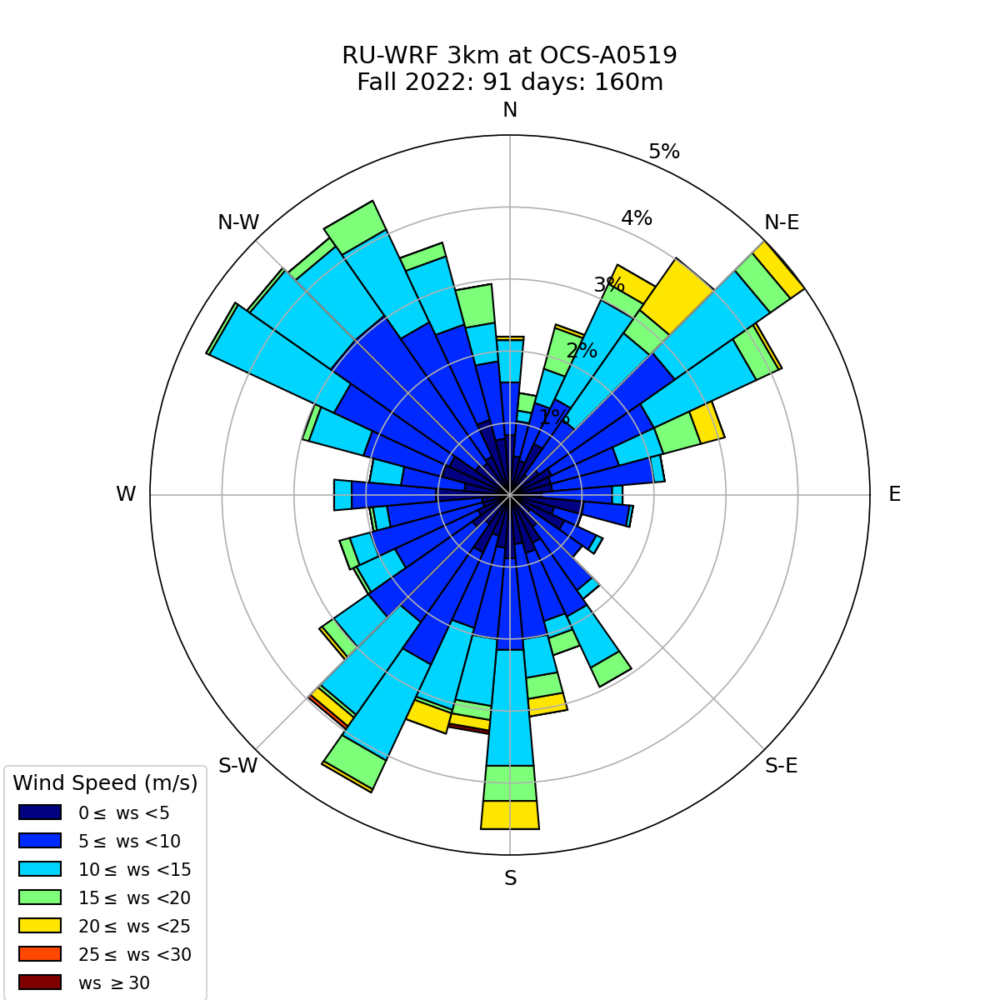 RU-WRF 3km at OCS-A0519
Fall 2022: 91 days: 160m
N
5%
N-W
4%
N-E
3%
2%
1%
W
E
S-W
S-E
S
Wind Speed (m/s)
0 ≤ ws <5
5 ≤ ws <10
10 ≤ ws <15
15 ≤ ws <20
20 ≤ ws <25
25 ≤ ws <30
ws ≥ 30